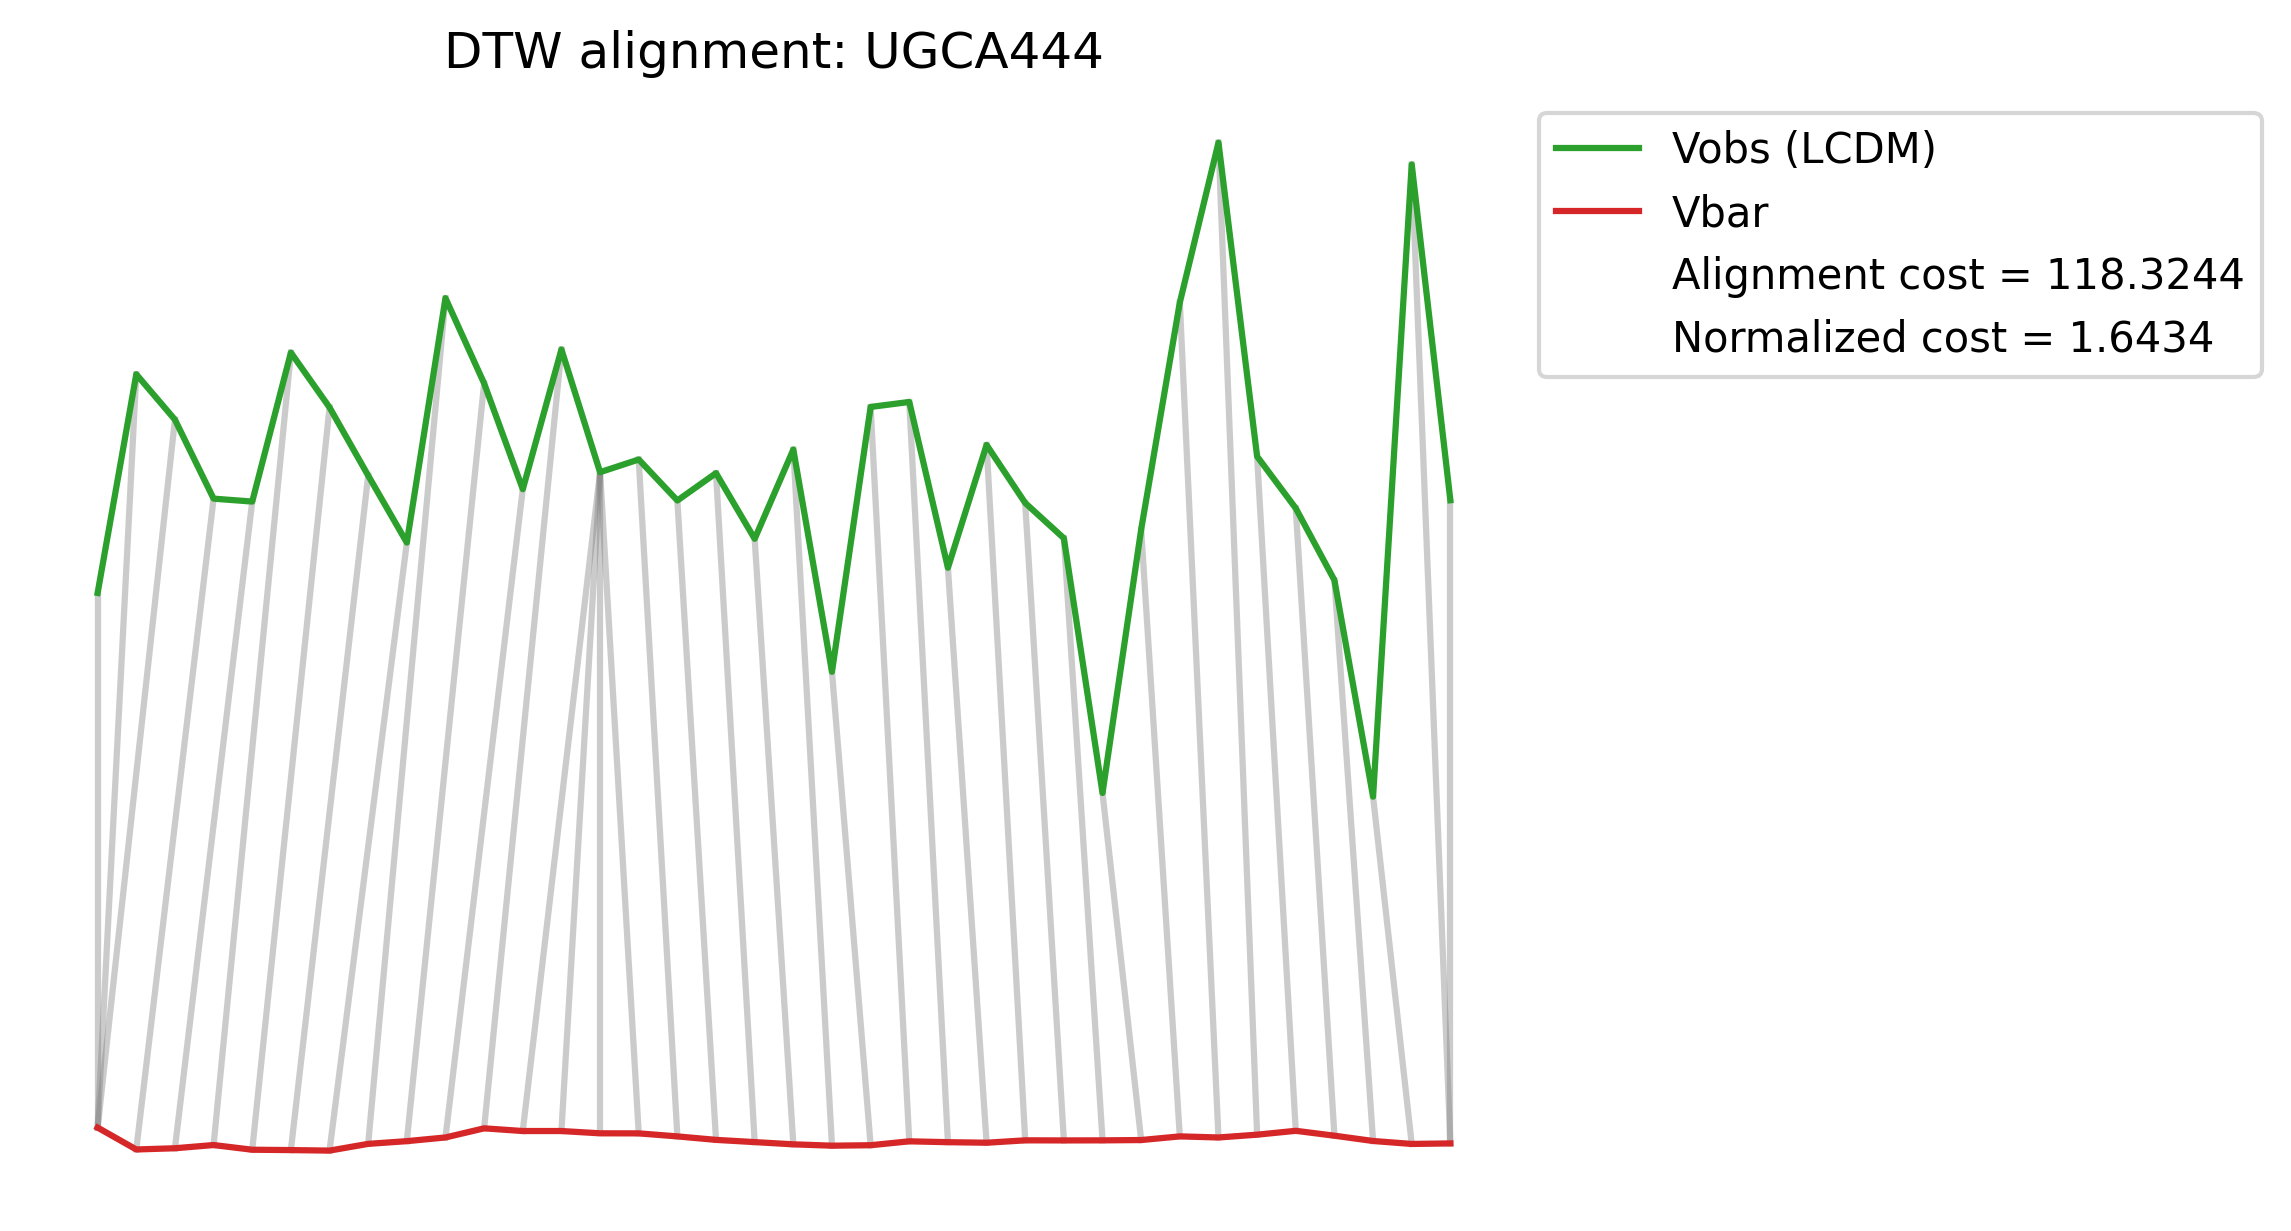 DTW alignment: UGCA444
Vobs (LCDM)
Vbar
Alignment cost = 118.3244
Normalized cost = 1.6434